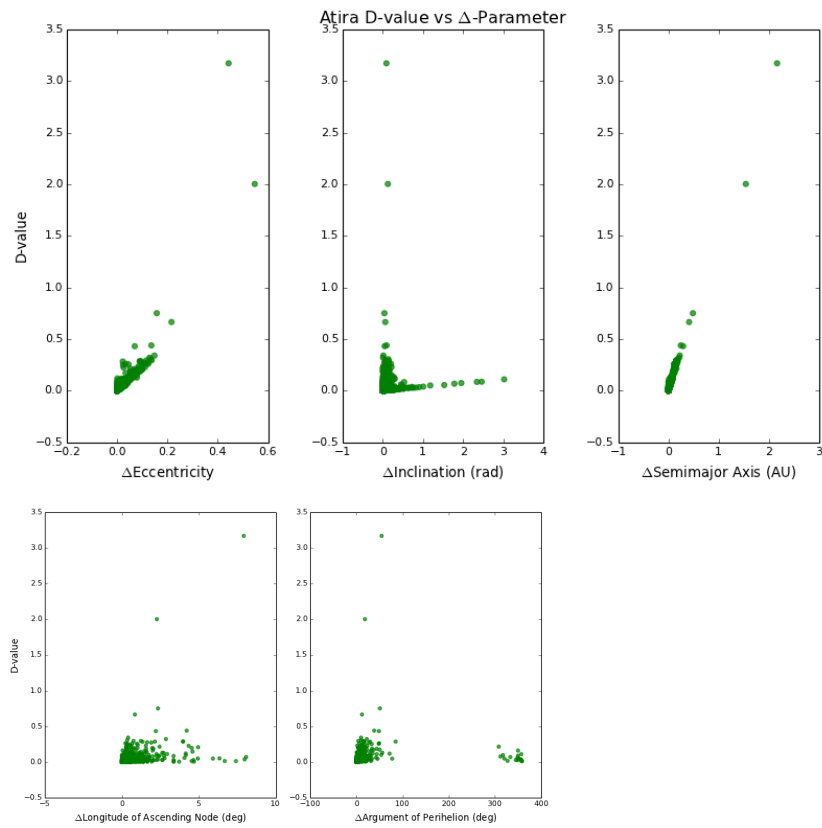 Atira D-value vs Δ-Parameter
3.5 3.5 3.5
3.0 3.0 3.0
2.5 2.5 2.5
2.0 2.0 2.0
D-value
1.5 1.5 1.5
1.0 1.0 1.0
0.5 0.5 0.5
0.0 0.0 0.0
−0.5 −0.5 −0.5
−0.2 0.0 0.2 0.4 0.6 −1 0 1 2 3 4 −1 0 1 2 3
ΔEccentricity ΔInclination (rad) ΔSemimajor Axis (AU)
3.5 3.5
3.0 3.0
2.5 2.5
2.0 2.0
D-value
1.5 1.5
1.0 1.0
0.5 0.5
0.0 0.0
−0.5 −0.5
−5 0 5 10 −100 0 100 200 300 400
ΔLongitude of Ascending Node (deg) ΔArgument of Perihelion (deg)